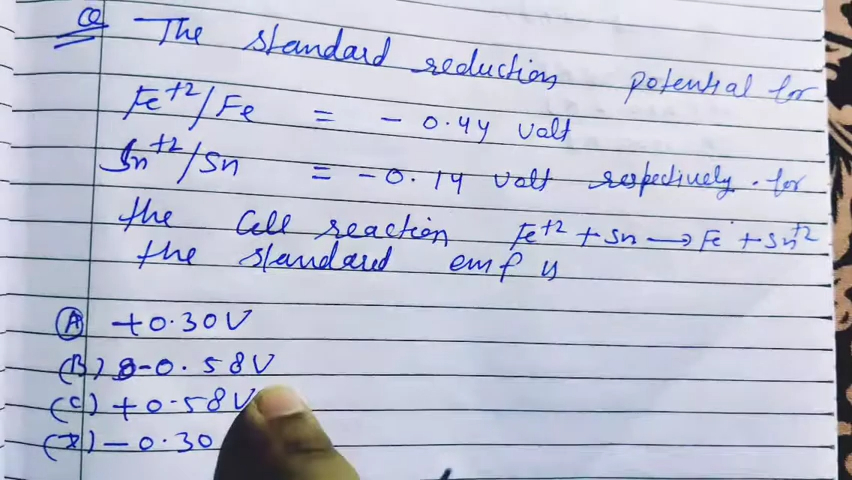 Q The standard reduction potential for
Fe+2/Fe = - 0.44 volt
Sn+2/Sn = -0.14 volt respectively. for
the Cell reaction Fe+2 + Sn → Fe + Sn+2
the standard emf is
(A) +0.30V
(B) -0.58V
(C) +0.58V
- 0.30